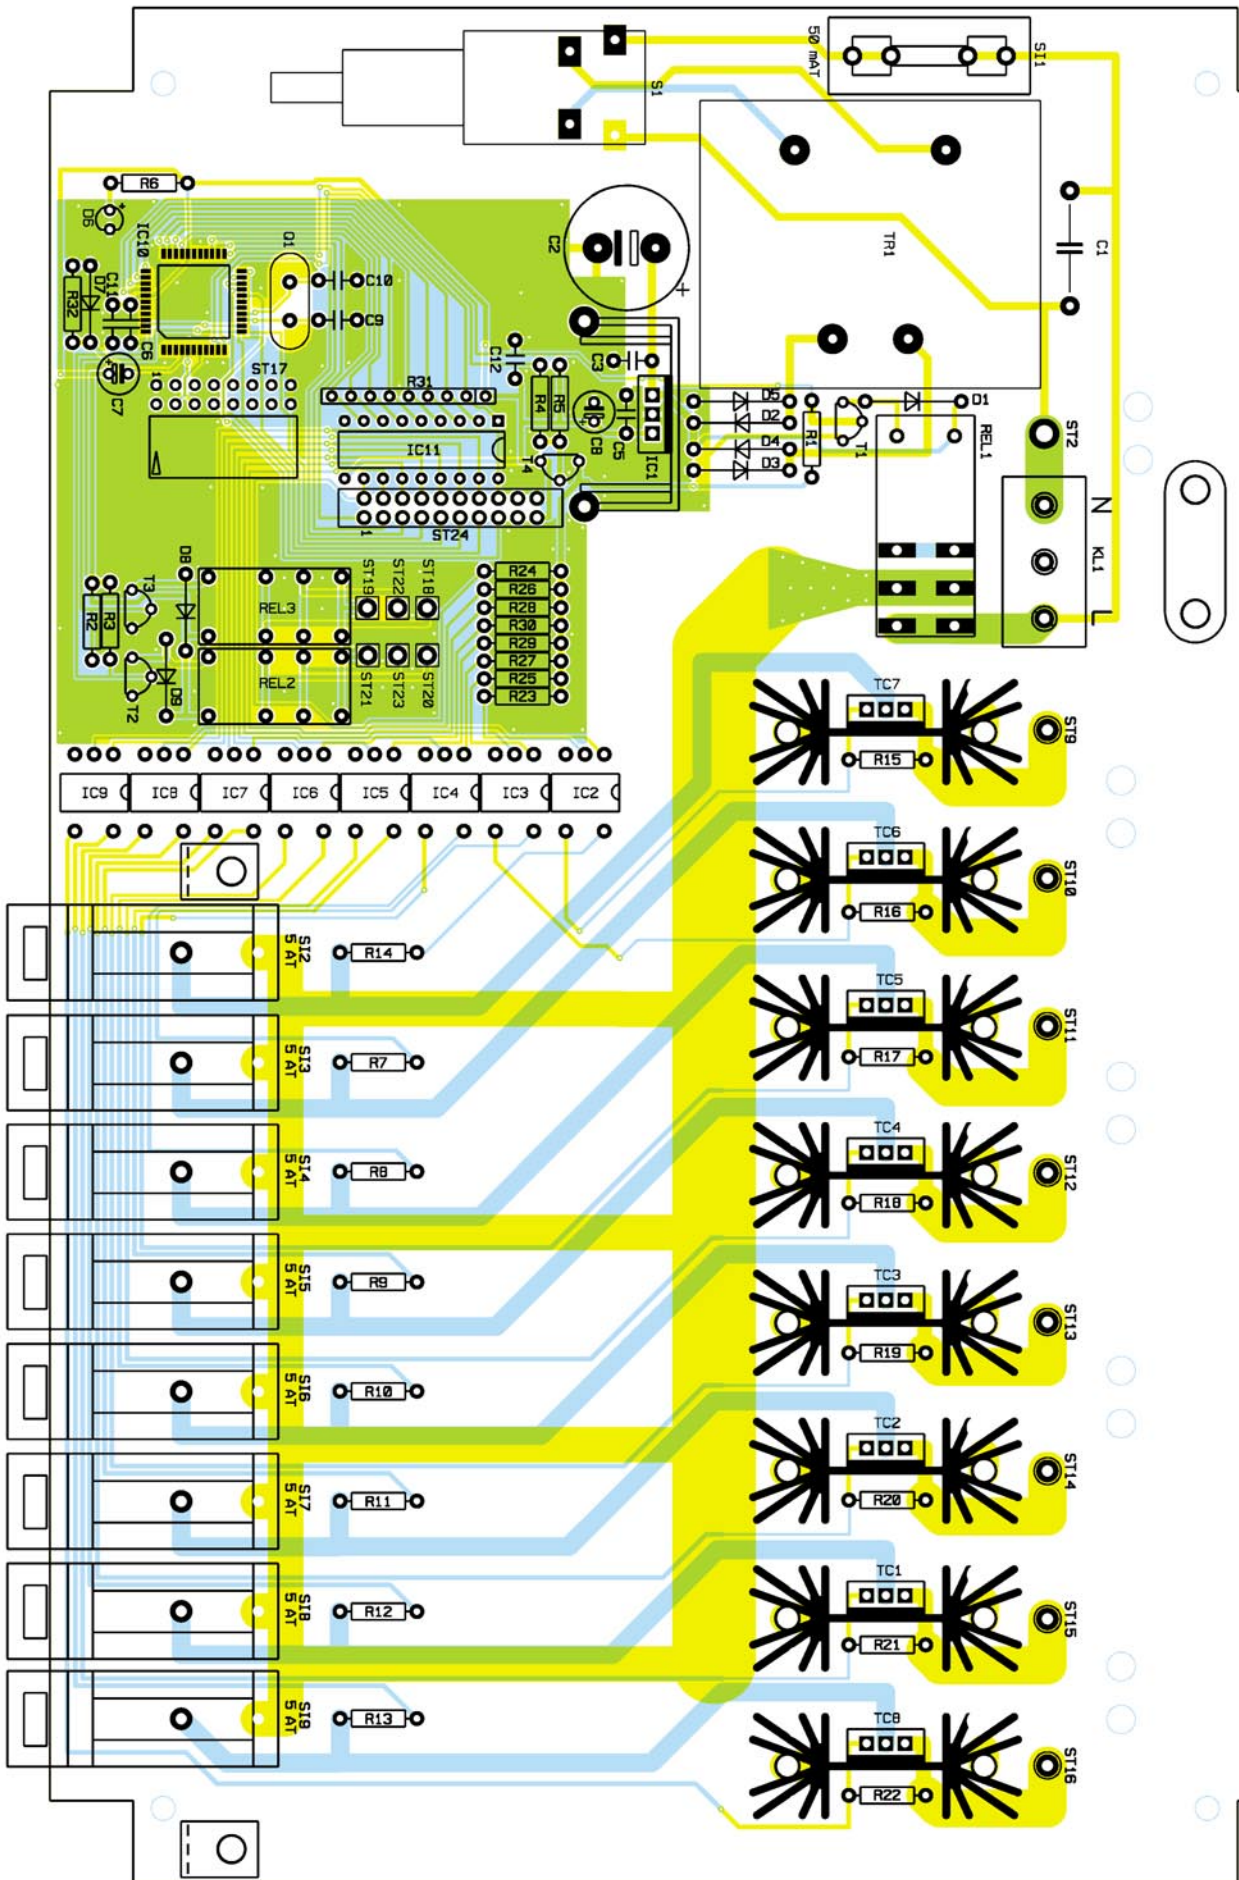 50 mAT
SI1
S1
R6
D6
IC10
Q1
C2
+
TR1
C1
C10
C9
R32
D7
C11
C6
+
C7
ST17
1
R31
C12
R4
R5
C3
C8
+
C5
IC1
D5
D2
D4
D3
R1
T1
D1
REL1
ST2
IC11
T4
ST24
1
N
KL1
L
R2
R3
T3
D8
REL3
ST19
ST22
ST18
R24
R26
R28
R30
R29
R27
R25
R23
T2
D9
REL2
ST21
ST23
ST20
IC9
IC8
IC7
IC6
IC5
IC4
IC3
IC2
TC7
R15
ST9
TC6
R16
ST10
SI2
5 AT
R14
TC5
R17
ST11
SI3
5 AT
R7
TC4
R18
ST12
SI4
5 AT
R8
TC3
R19
ST13
SI5
5 AT
R9
SI6
5 AT
R10
TC2
R20
ST14
SI7
5 AT
R11
TC1
R21
ST15
SI8
5 AT
R12
SI9
5 AT
R13
TC8
R22
ST16